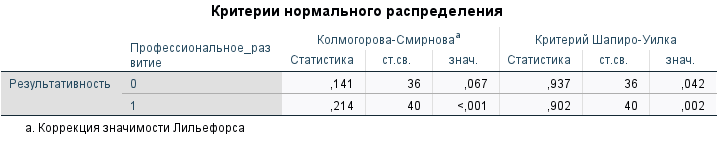 Критерии нормального распределения
Профессиональное_раз
витие
Колмогорова-Смирноваа
Критерий Шапиро-Уилка
Статистика ст.св. знач. Статистика ст.св. знач.
Результативность 0 ,141 36 ,067 ,937 36 ,042
1 ,214 40 <,001 ,902 40 ,002
a. Коррекция значимости Лильефорса